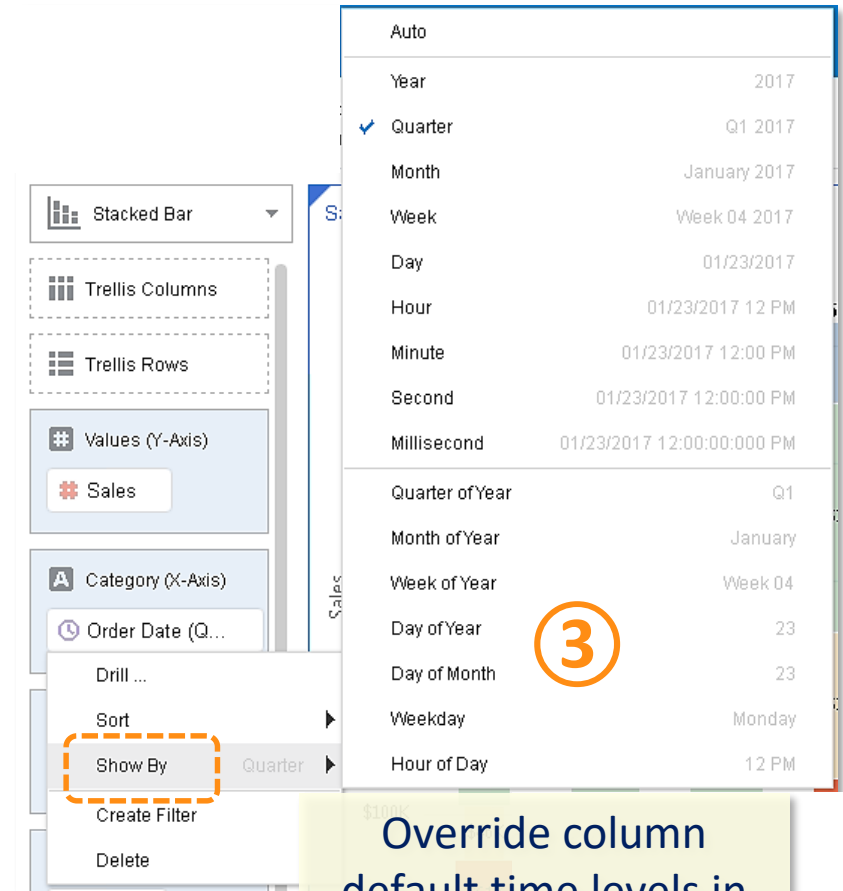 Auto
Year 2017
Quarter Q1 2017
Month January 2017
Week Week 04 2017
Day 01/23/2017
Hour 01/23/2017 12 PM
Minute 01/23/2017 12:00 PM
Second 01/23/2017 12:00:00 PM
Millisecond 01/23/2017 12:00:00:000 PM
Quarter of Year Q1
Month of Year January
Week of Year Week 04
Day of Year 23
Day of Month 23
Weekday Monday
Hour of Day 12 PM
3
Stacked Bar
Trellis Columns
Trellis Rows
Values (Y-Axis)
Sales
Category (X-Axis)
Order Date (Q...
Drill ...
Sort
Show By Quarter
Create Filter
Delete
Sales
$100K
Override column
default time levels in